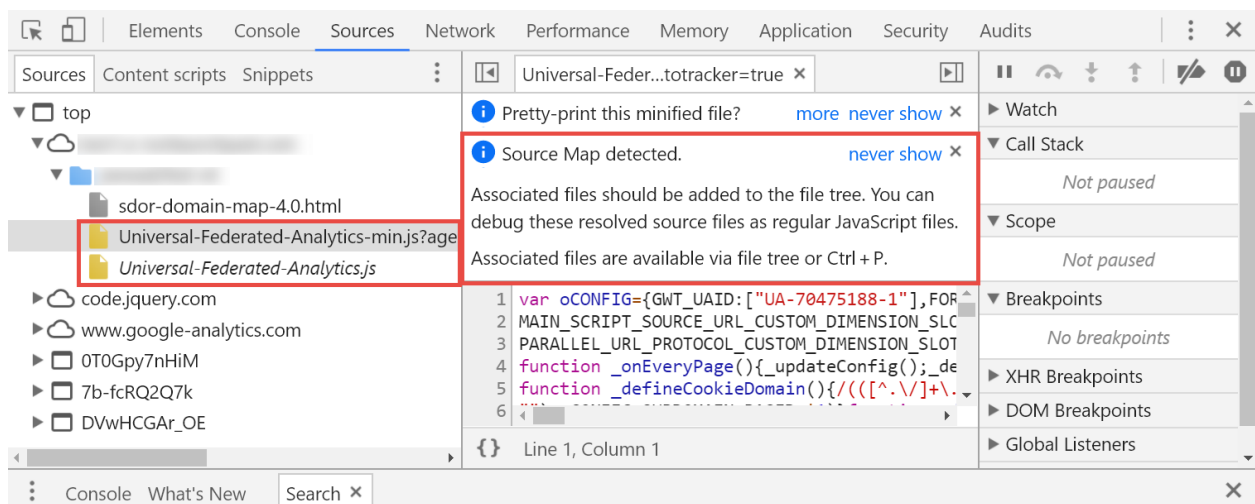 Elements Console Sources Network Performance Memory Application Security Audits
Sources Content scripts Snippets
Universal-Feder...totracker=true ×
top
sdor-domain-map-4.0.html
Universal-Federated-Analytics-min.js?age
Universal-Federated-Analytics.js
code.jquery.com
www.google-analytics.com
0T0Gpy7nHiM
7b-fcRQ2Q7k
DVwHCGAr_OE
Pretty-print this minified file? more never show ×
Source Map detected. never show ×
Associated files should be added to the file tree. You can
debug these resolved source files as regular JavaScript files.
Associated files are available via file tree or Ctrl + P.
1 var oCONFIG={GWT_UAID:["UA-70475188-1"],FOR
2 MAIN_SCRIPT_SOURCE_URL_CUSTOM_DIMENSION_SLC
3 PARALLEL_URL_PROTOCOL_CUSTOM_DIMENSION_SLOT
4 function _onEveryPage(){_updateConfig();_de
5 function _defineCookieDomain(){/(([^.\/]+\.
6
{} Line 1, Column 1
Watch
Call Stack
Not paused
Scope
Not paused
Breakpoints
No breakpoints
XHR Breakpoints
DOM Breakpoints
Global Listeners
Console What's New Search ×